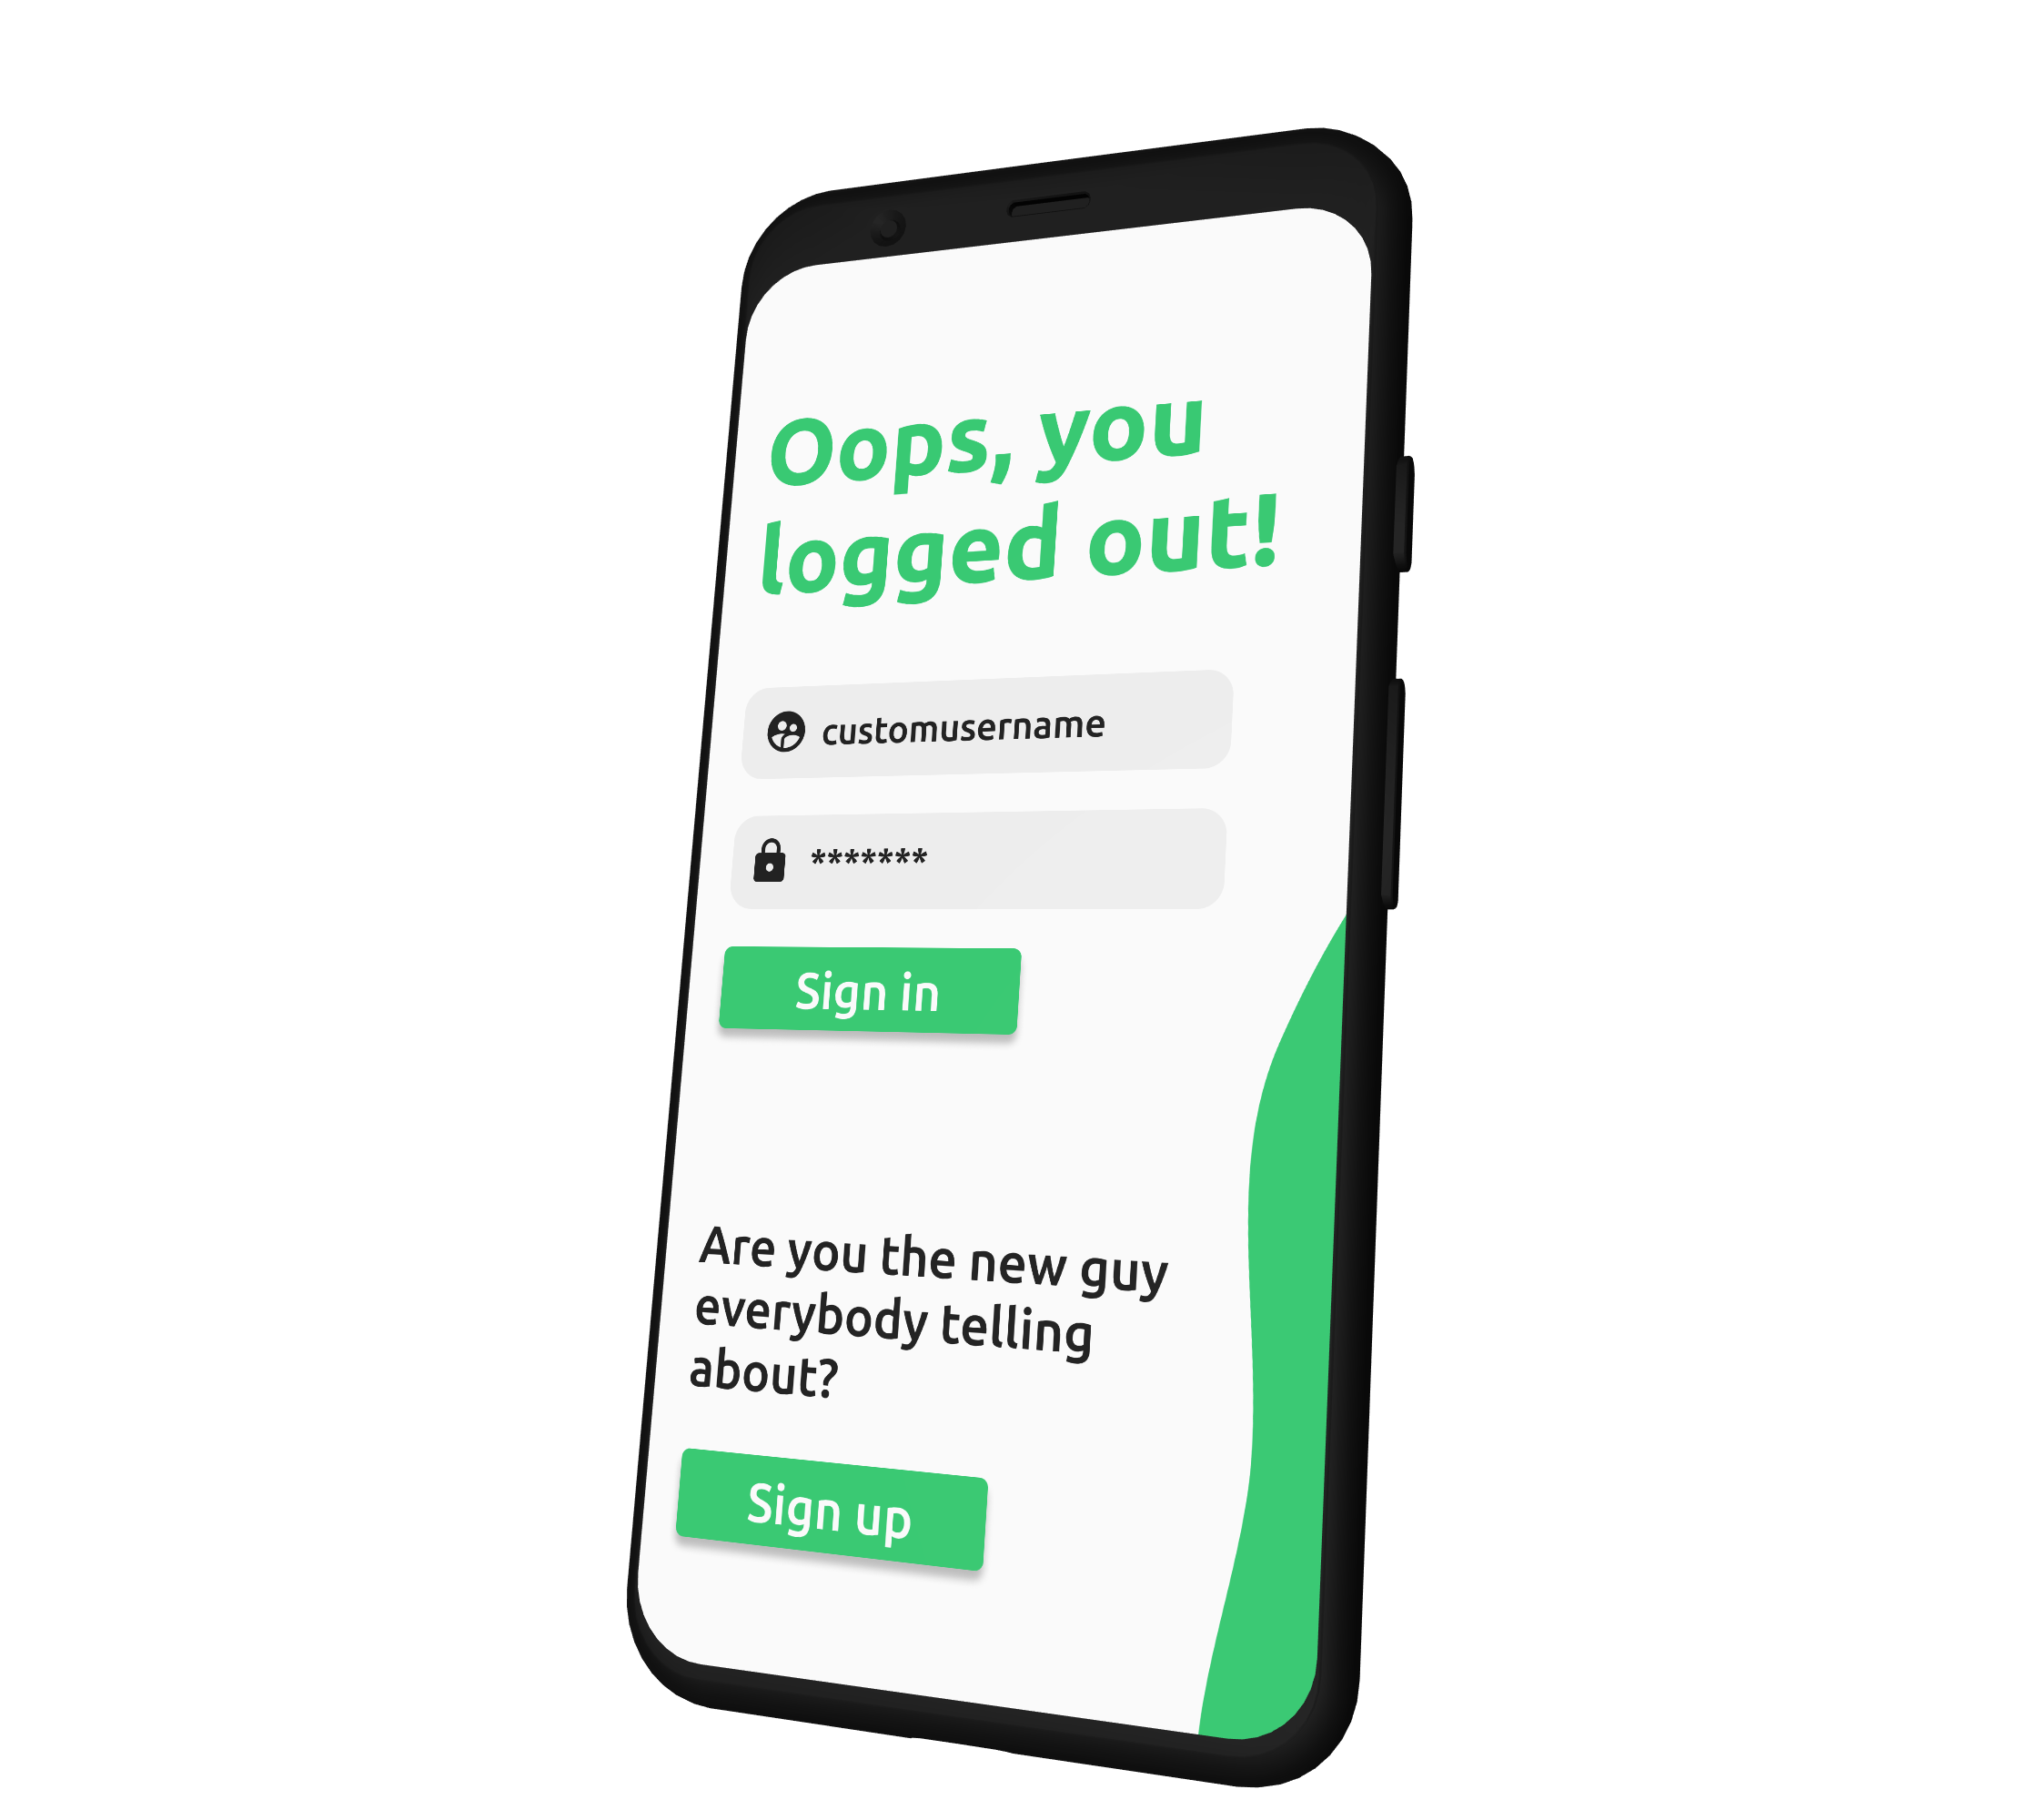 Oops, you
logged out!
customusername
*******
Sign in
Are you the new guy
everybody telling
about?
Sign up